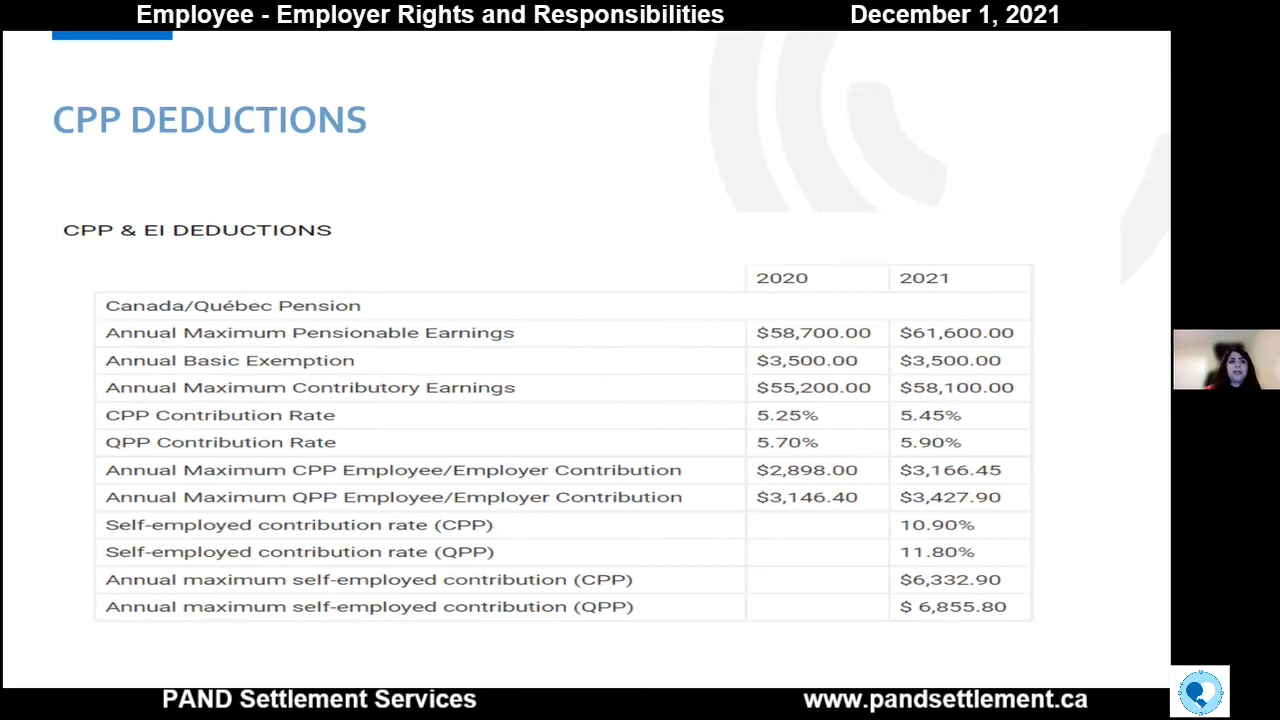 Employee - Employer Rights and Responsibilities December 1, 2021
CPP DEDUCTIONS
CPP & EI DEDUCTIONS
2020 2021
Canada/Québec Pension
Annual Maximum Pensionable Earnings $58,700.00 $61,600.00
Annual Basic Exemption $3,500.00 $3,500.00
Annual Maximum Contributory Earnings $55,200.00 $58,100.00
CPP Contribution Rate 5.25% 5.45%
QPP Contribution Rate 5.70% 5.90%
Annual Maximum CPP Employee/Employer Contribution $2,898.00 $3,166.45
Annual Maximum QPP Employee/Employer Contribution $3,146.40 $3,427.90
Self-employed contribution rate (CPP) 10.90%
Self-employed contribution rate (QPP) 11.80%
Annual maximum self-employed contribution (CPP) $6,332.90
Annual maximum self-employed contribution (QPP) $ 6,855.80
PAND Settlement Services www.pandsettlement.ca